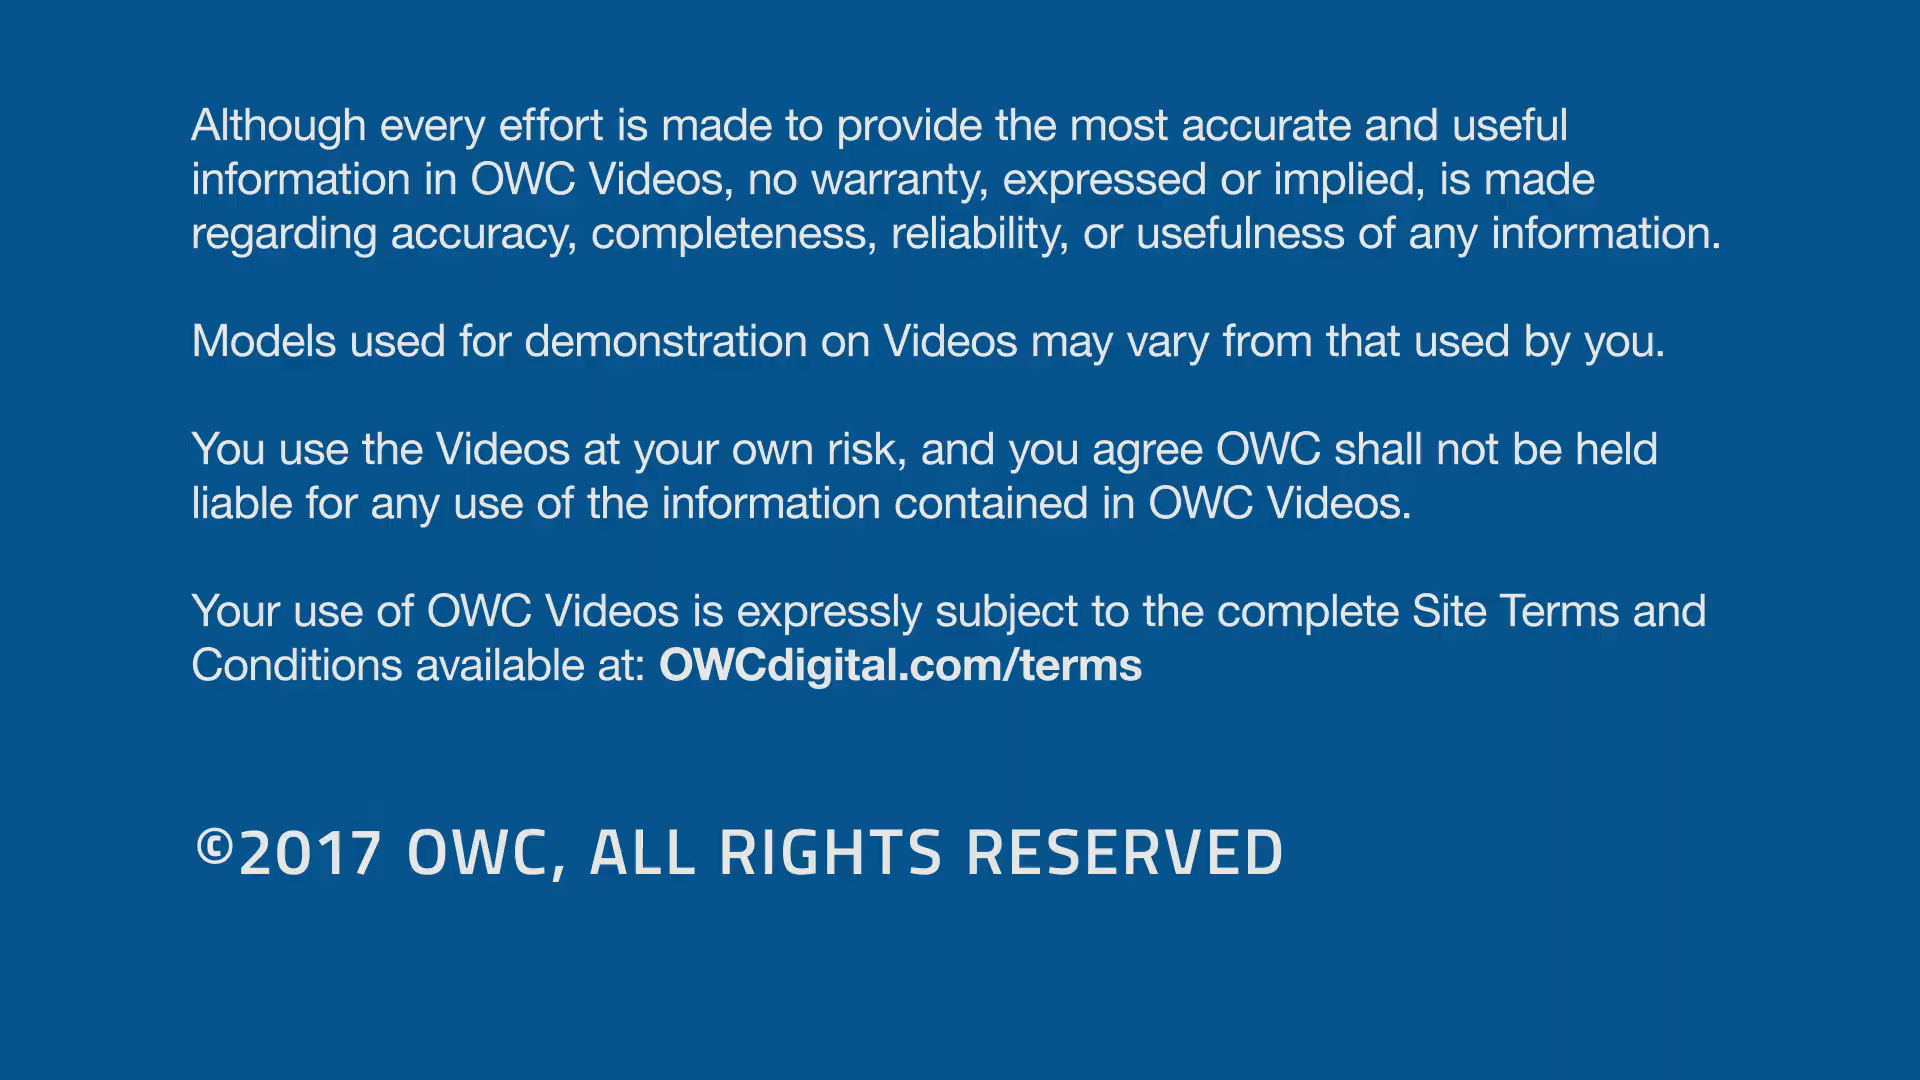 Although every effort is made to provide the most accurate and useful
information in OWC Videos, no warranty, expressed or implied, is made
regarding accuracy, completeness, reliability, or usefulness of any information.
Models used for demonstration on Videos may vary from that used by you.
You use the Videos at your own risk, and you agree OWC shall not be held
liable for any use of the information contained in OWC Videos.
Your use of OWC Videos is expressly subject to the complete Site Terms and
Conditions available at: OWCdigital.com/terms
©2017 OWC, ALL RIGHTS RESERVED